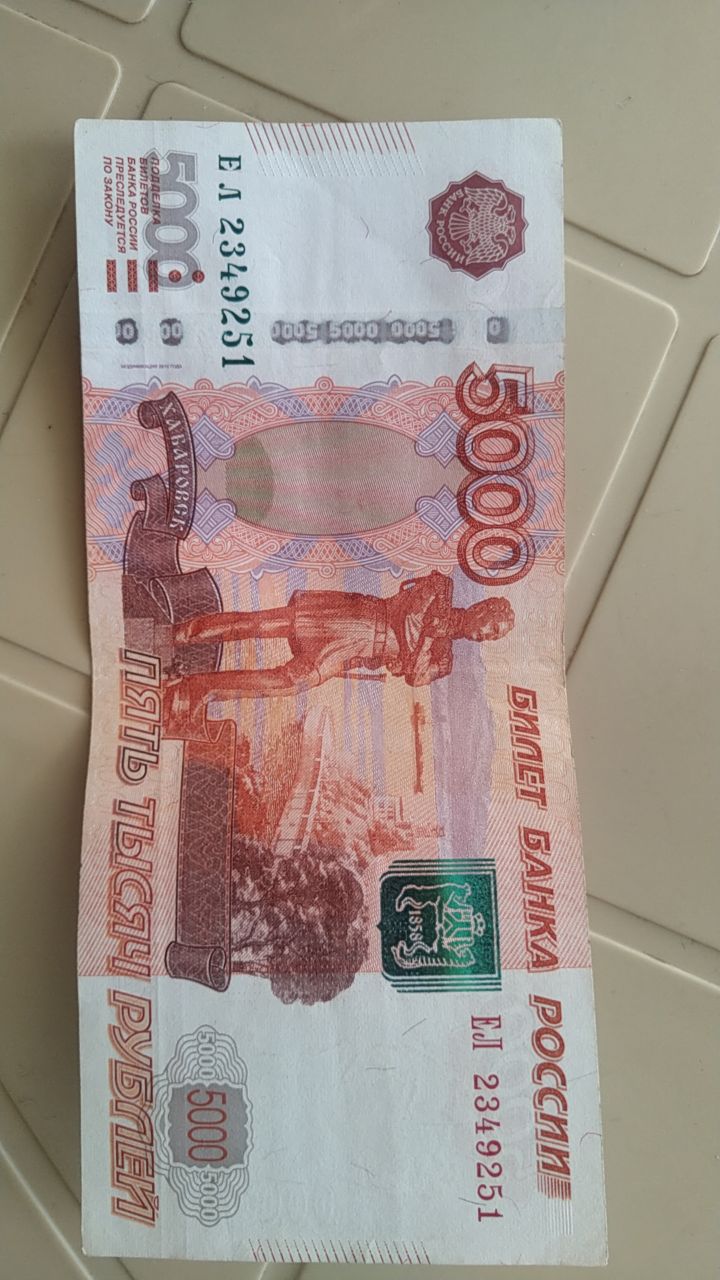 БИЛЕТ БАНКА РОССИИ
5000
БАНК РОССИИ
ЕЛ 2349251
1858
5000 5000 5000
ЕЛ 2349251
5000
5000 5000 5000
ХАБАРОВСК
ПОДДЕЛКА
БИЛЕТОВ
БАНКА РОССИИ
ПРЕСЛЕДУЕТСЯ
ПО ЗАКОНУ
ПЯТЬ ТЫСЯЧ РУБЛЕЙ